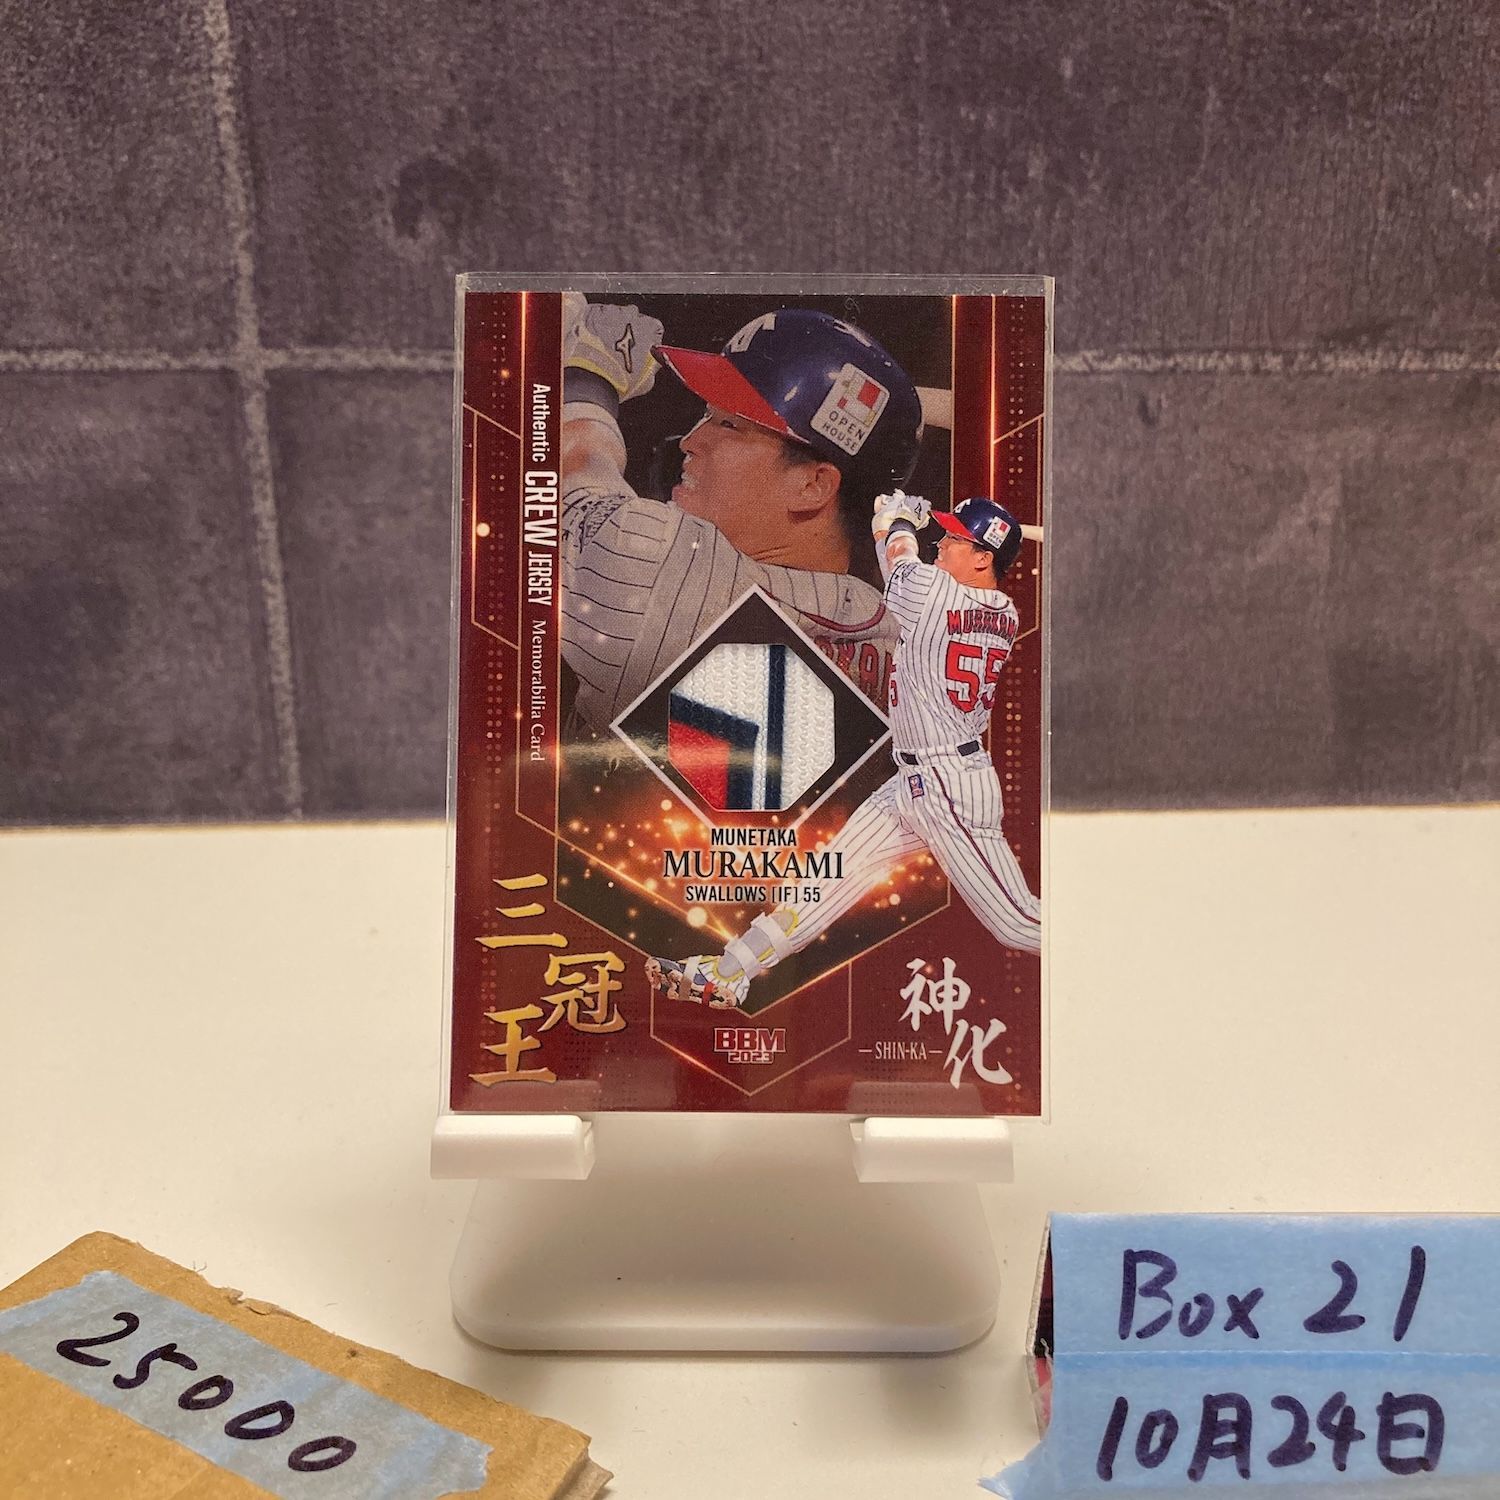 OPEN
HOUSE
Authentic CREW JERSEY Memorabilia Card
MURAKAMI
55
MUNETAKA
MURAKAMI
SWALLOWS [IF] 55
三冠王
神化
-SHIN-KA-
BBM
2023
25000
Box 21
10月24日